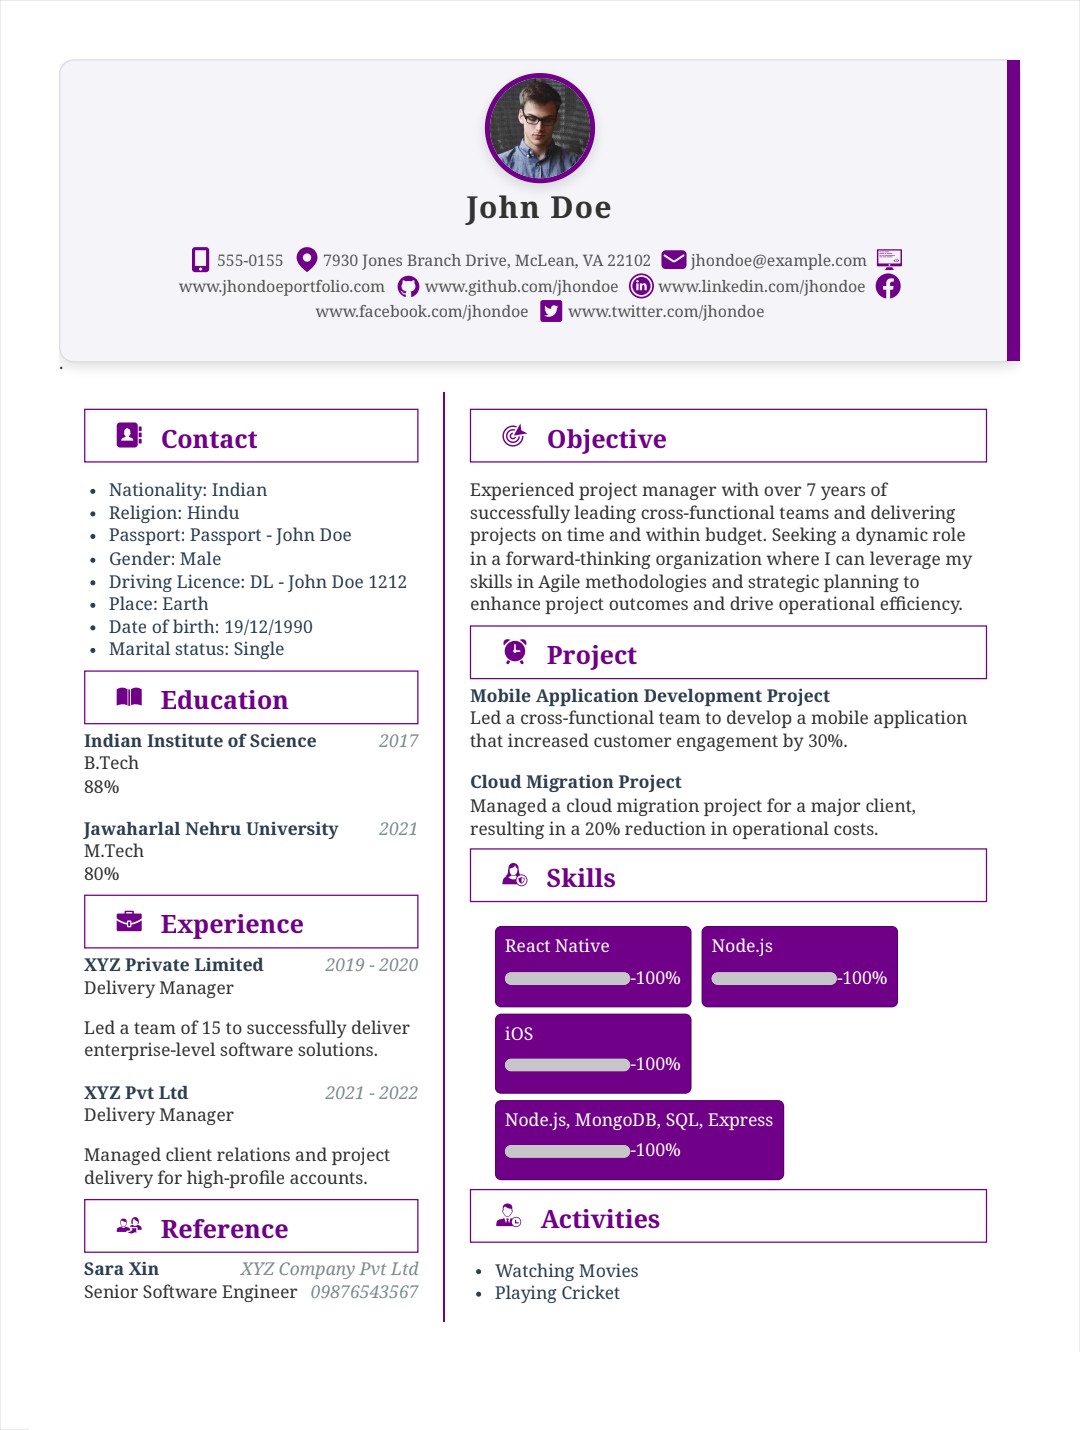 John Doe
555-0155 7930 Jones Branch Drive, McLean, VA 22102 jhondoe@example.com
www.jhondoeportfolio.com www.github.com/jhondoe www.linkedin.com/jhondoe
www.facebook.com/jhondoe www.twitter.com/jhondoe
.
Contact
• Nationality: Indian
• Religion: Hindu
• Passport: Passport - John Doe
• Gender: Male
• Driving Licence: DL - John Doe 1212
• Place: Earth
• Date of birth: 19/12/1990
• Marital status: Single
Education
Indian Institute of Science 2017
B.Tech
88%
Jawaharlal Nehru University 2021
M.Tech
80%
Experience
XYZ Private Limited 2019 - 2020
Delivery Manager
Led a team of 15 to successfully deliver
enterprise-level software solutions.
XYZ Pvt Ltd 2021 - 2022
Delivery Manager
Managed client relations and project
delivery for high-profile accounts.
Reference
Sara Xin XYZ Company Pvt Ltd
Senior Software Engineer 09876543567
Objective
Experienced project manager with over 7 years of
successfully leading cross-functional teams and delivering
projects on time and within budget. Seeking a dynamic role
in a forward-thinking organization where I can leverage my
skills in Agile methodologies and strategic planning to
enhance project outcomes and drive operational efficiency.
Project
Mobile Application Development Project
Led a cross-functional team to develop a mobile application
that increased customer engagement by 30%.
Cloud Migration Project
Managed a cloud migration project for a major client,
resulting in a 20% reduction in operational costs.
Skills
React Native
-100%
Node.js
-100%
iOS
-100%
Node.js, MongoDB, SQL, Express
-100%
Activities
• Watching Movies
• Playing Cricket